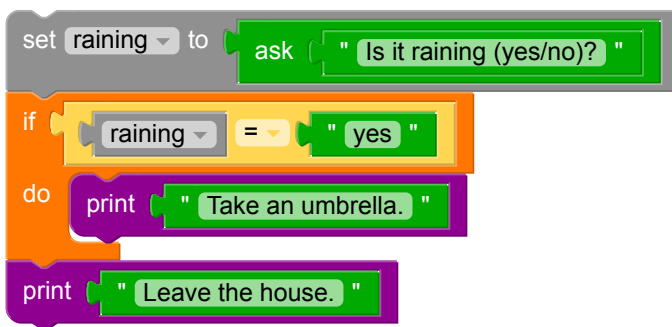 set raining to ask " Is it raining (yes/no)? "
if raining = " yes "
do print " Take an umbrella. "
print " Leave the house. "